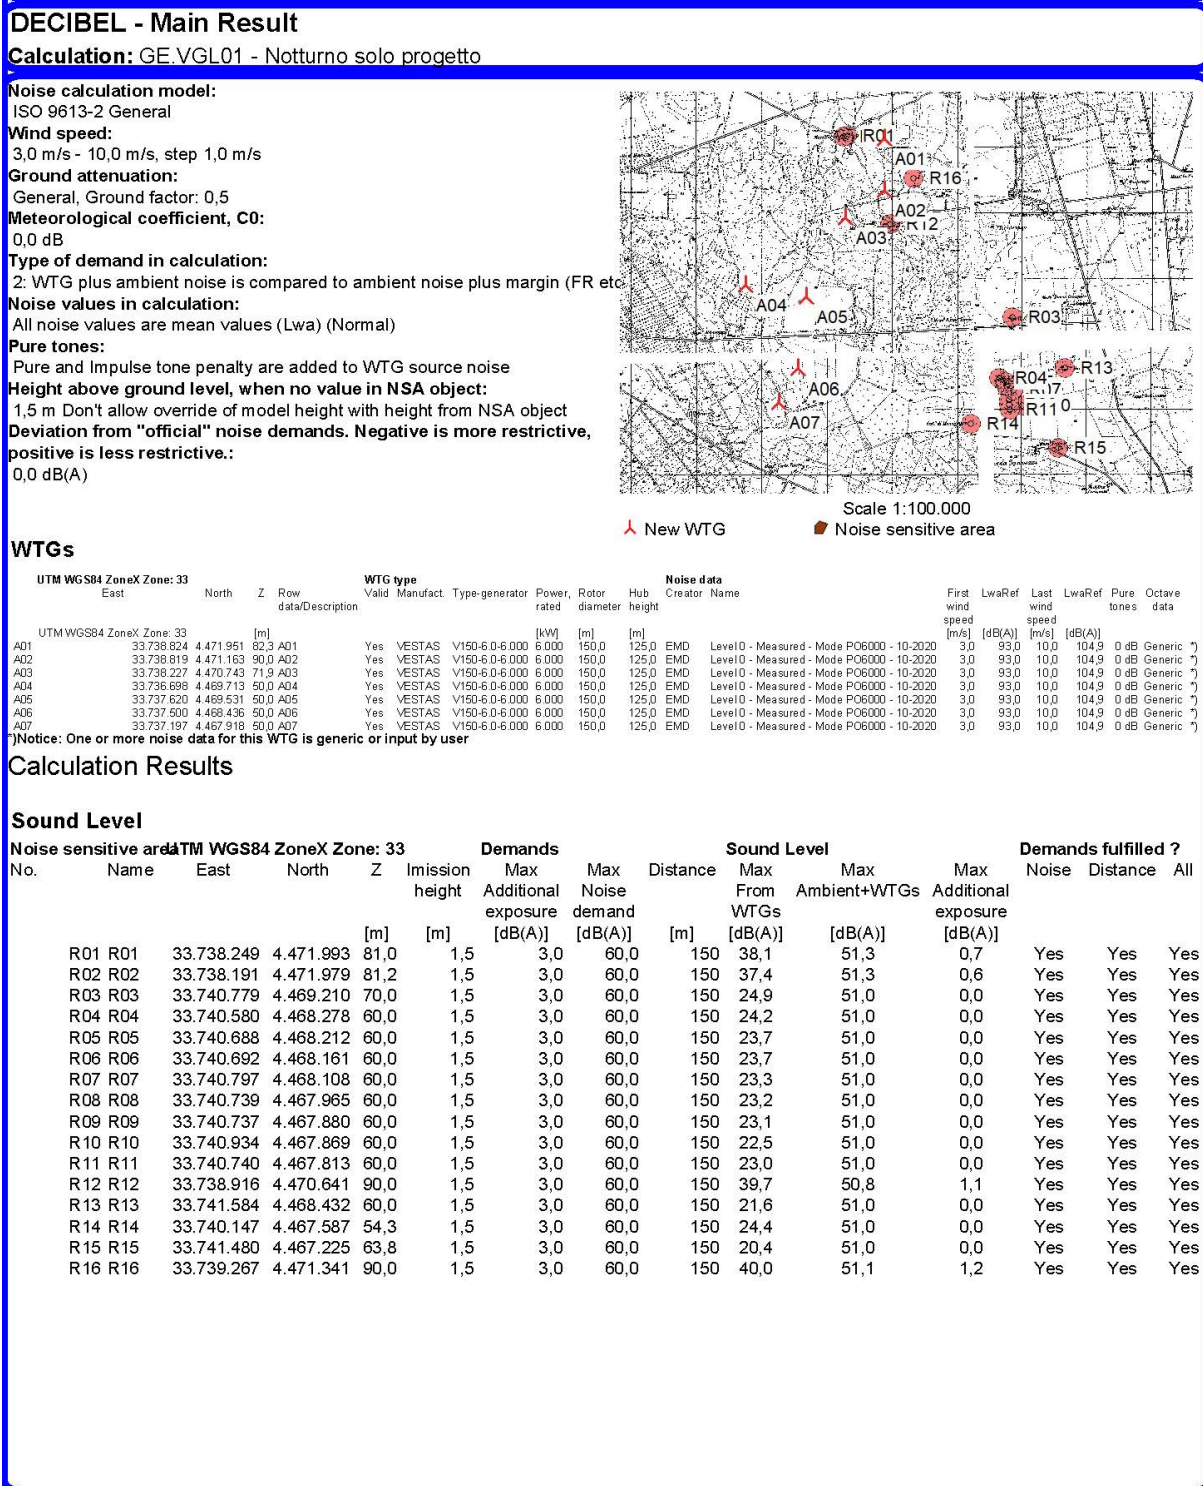 DECIBEL - Main Result
Calculation: GE.VGL01 - Notturno solo progetto
Noise calculation model:
ISO 9613-2 General
Wind speed:
3,0 m/s - 10,0 m/s, step 1,0 m/s
Ground attenuation:
General, Ground factor: 0,5
Meteorological coefficient, C0:
0,0 dB
Type of demand in calculation:
2: WTG plus ambient noise is compared to ambient noise plus margin (FR etc
Noise values in calculation:
All noise values are mean values (Lwa) (Normal)
Pure tones:
Pure and Impulse tone penalty are added to WTG source noise
Height above ground level, when no value in NSA object:
1,5 m Don't allow override of model height with height from NSA object
Deviation from "official" noise demands. Negative is more restrictive,
positive is less restrictive.:
0,0 dB(A)
R01
A01
R16
A02
R12
A03
A04
A05
R03
A06
R13
R04
R11
A07
R14
R15
Scale 1:100.000
New WTG Noise sensitive area
WTGs
UTM WGS84 ZoneX Zone: 33 WTG type Noise data
East North Z Row data/Description Valid Manufact. Type-generator Power, rated Rotor diameter Hub height Creator Name First wind speed LwaRef Last wind speed LwaRef Pure tones Octave data
UTM WGS84 ZoneX Zone: 33 [m] [kW] [m] [m] [m/s] [dB(A)] [m/s] [dB(A)]
A01 33.738.824 4.471.951 82,3 A01 Yes VESTAS V150-6.0-6.000 6.000 150,0 125,0 EMD Level 0 - Measured - Mode PO6000 - 10-2020 3,0 93,0 10,0 104,9 0 dB Generic *)
A02 33.738.819 4.471.163 90,0 A02 Yes VESTAS V150-6.0-6.000 6.000 150,0 125,0 EMD Level 0 - Measured - Mode PO6000 - 10-2020 3,0 93,0 10,0 104,9 0 dB Generic *)
A03 33.738.227 4.470.743 71,9 A03 Yes VESTAS V150-6.0-6.000 6.000 150,0 125,0 EMD Level 0 - Measured - Mode PO6000 - 10-2020 3,0 93,0 10,0 104,9 0 dB Generic *)
A04 33.736.698 4.469.713 50,0 A04 Yes VESTAS V150-6.0-6.000 6.000 150,0 125,0 EMD Level 0 - Measured - Mode PO6000 - 10-2020 3,0 93,0 10,0 104,9 0 dB Generic *)
A05 33.737.620 4.469.531 50,0 A05 Yes VESTAS V150-6.0-6.000 6.000 150,0 125,0 EMD Level 0 - Measured - Mode PO6000 - 10-2020 3,0 93,0 10,0 104,9 0 dB Generic *)
A06 33.737.500 4.468.436 50,0 A06 Yes VESTAS V150-6.0-6.000 6.000 150,0 125,0 EMD Level 0 - Measured - Mode PO6000 - 10-2020 3,0 93,0 10,0 104,9 0 dB Generic *)
A07 33.737.197 4.467.918 50,0 A07 Yes VESTAS V150-6.0-6.000 6.000 150,0 125,0 EMD Level 0 - Measured - Mode PO6000 - 10-2020 3,0 93,0 10,0 104,9 0 dB Generic *)
*)Notice: One or more noise data for this WTG is generic or input by user
Calculation Results
Sound Level
Noise sensitive area UTM WGS84 ZoneX Zone: 33 Demands Sound Level Demands fulfilled ?
No. Name East North Z Imission Max Max Distance Max Max Max Noise Distance All
height Additional Noise From Ambient+WTGs Additional
exposure demand WTGs exposure
[m] [m] [dB(A)] [dB(A)] [m] [dB(A)] [dB(A)] [dB(A)]
R01 R01 33.738.249 4.471.993 81,0 1,5 3,0 60,0 150 38,1 51,3 0,7 Yes Yes Yes
R02 R02 33.738.191 4.471.979 81,2 1,5 3,0 60,0 150 37,4 51,3 0,6 Yes Yes Yes
R03 R03 33.740.779 4.469.210 70,0 1,5 3,0 60,0 150 24,9 51,0 0,0 Yes Yes Yes
R04 R04 33.740.580 4.468.278 60,0 1,5 3,0 60,0 150 24,2 51,0 0,0 Yes Yes Yes
R05 R05 33.740.688 4.468.212 60,0 1,5 3,0 60,0 150 23,7 51,0 0,0 Yes Yes Yes
R06 R06 33.740.692 4.468.161 60,0 1,5 3,0 60,0 150 23,7 51,0 0,0 Yes Yes Yes
R07 R07 33.740.797 4.468.108 60,0 1,5 3,0 60,0 150 23,3 51,0 0,0 Yes Yes Yes
R08 R08 33.740.739 4.467.965 60,0 1,5 3,0 60,0 150 23,2 51,0 0,0 Yes Yes Yes
R09 R09 33.740.737 4.467.880 60,0 1,5 3,0 60,0 150 23,1 51,0 0,0 Yes Yes Yes
R10 R10 33.740.934 4.467.869 60,0 1,5 3,0 60,0 150 22,5 51,0 0,0 Yes Yes Yes
R11 R11 33.740.740 4.467.813 60,0 1,5 3,0 60,0 150 23,0 51,0 0,0 Yes Yes Yes
R12 R12 33.738.916 4.470.641 90,0 1,5 3,0 60,0 150 39,7 50,8 1,1 Yes Yes Yes
R13 R13 33.741.584 4.468.432 60,0 1,5 3,0 60,0 150 21,6 51,0 0,0 Yes Yes Yes
R14 R14 33.740.147 4.467.587 54,3 1,5 3,0 60,0 150 24,4 51,0 0,0 Yes Yes Yes
R15 R15 33.741.480 4.467.225 63,8 1,5 3,0 60,0 150 20,4 51,0 0,0 Yes Yes Yes
R16 R16 33.739.267 4.471.341 90,0 1,5 3,0 60,0 150 40,0 51,1 1,2 Yes Yes Yes